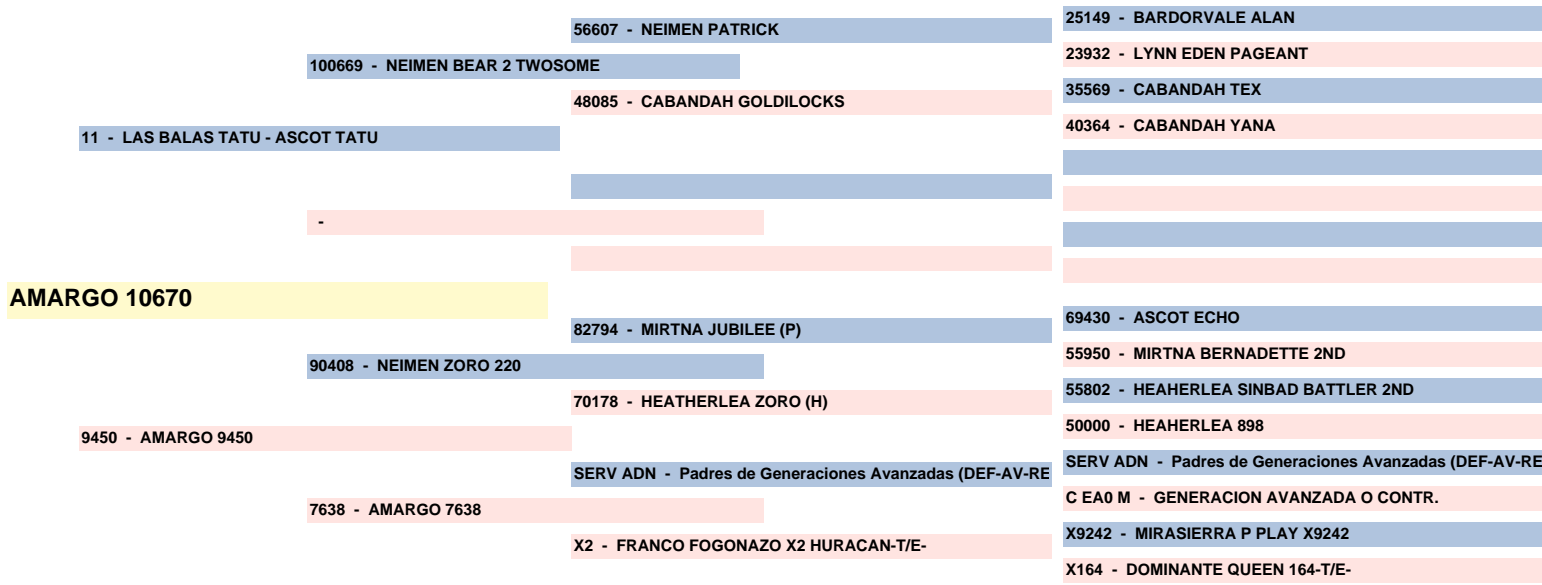 25149 - BARDORVALE ALAN
56607 - NEIMEN PATRICK
23932 - LYNN EDEN PAGEANT
100669 - NEIMEN BEAR 2 TWOSOME
35569 - CABANDAH TEX
48085 - CABANDAH GOLDILOCKS
40364 - CABANDAH YANA
11 - LAS BALAS TATU - ASCOT TATU
-
AMARGO 10670
69430 - ASCOT ECHO
82794 - MIRTNA JUBILEE (P)
55950 - MIRTNA BERNADETTE 2ND
90408 - NEIMEN ZORO 220
55802 - HEAHERLEA SINBAD BATTLER 2ND
70178 - HEATHERLEA ZORO (H)
50000 - HEAHERLEA 898
9450 - AMARGO 9450
SERV ADN - Padres de Generaciones Avanzadas (DEF-AV-RE
SERV ADN - Padres de Generaciones Avanzadas (DEF-AV-RE
C EA0 M - GENERACION AVANZADA O CONTR.
7638 - AMARGO 7638
X9242 - MIRASIERRA P PLAY X9242
X2 - FRANCO FOGONAZO X2 HURACAN-T/E-
X164 - DOMINANTE QUEEN 164-T/E-